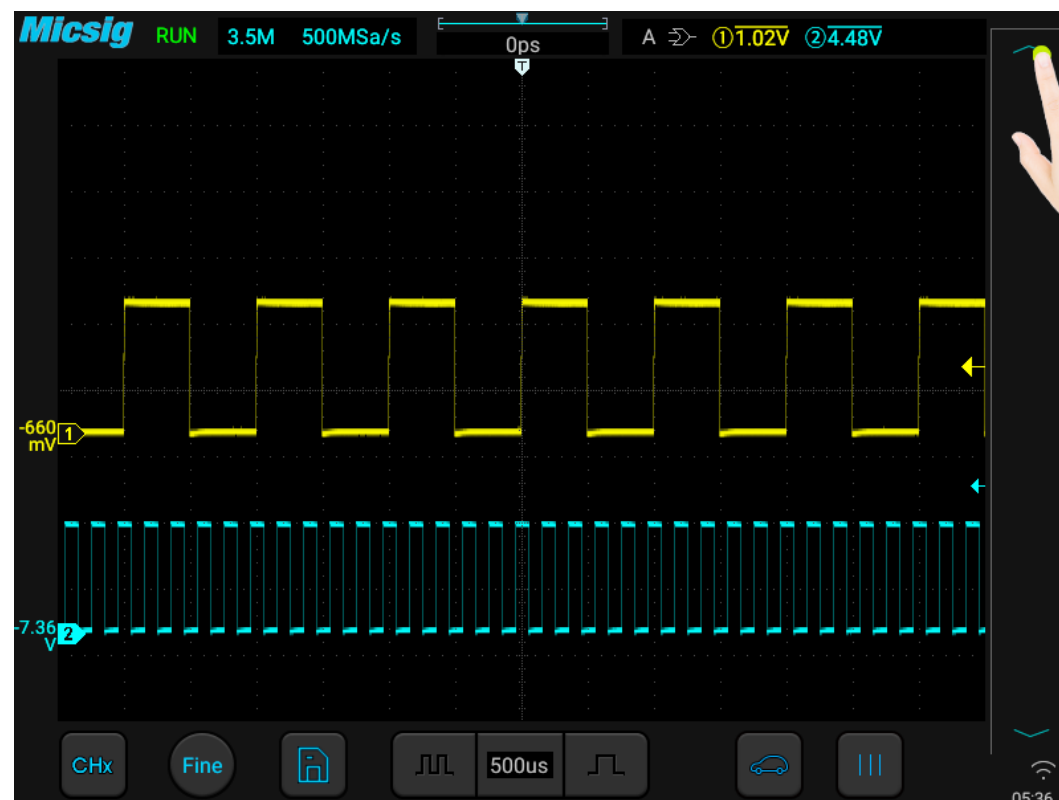 Micsig RUN 3.5M 500MSa/s 0ps A ①1.02V ②4.48V
T
-660
mV
1
-7.36
V
2
CHx Fine 500us
05:36